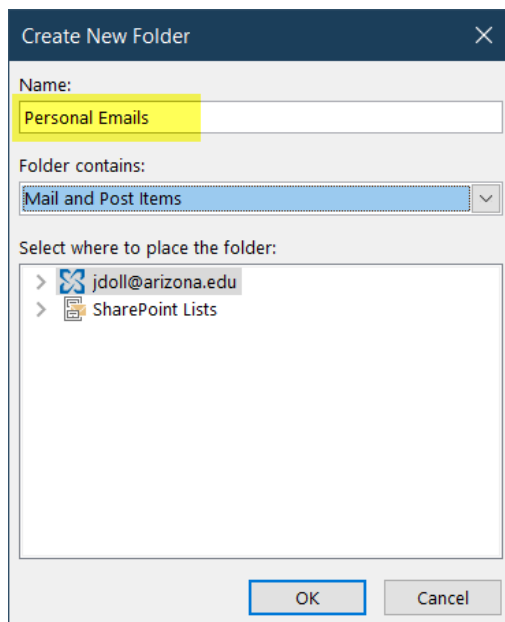 Create New Folder
Name:
Personal Emails
Folder contains:
Mail and Post Items
Select where to place the folder:
jdoll@arizona.edu
SharePoint Lists
OK Cancel